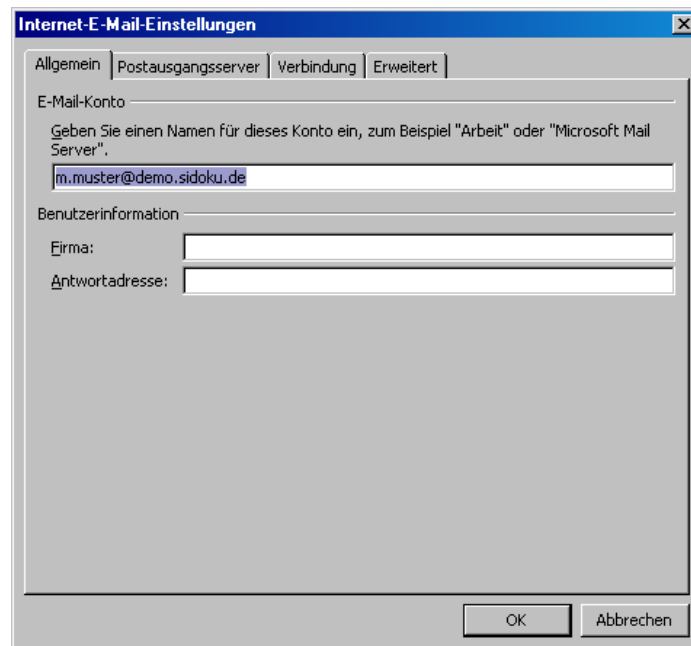 Internet-E-Mail-Einstellungen
Allgemein Postausgangsserver Verbindung Erweitert
E-Mail-Konto
Geben Sie einen Namen für dieses Konto ein, zum Beispiel "Arbeit" oder "Microsoft Mail
Server".
m.muster@demo.sidoku.de
Benutzerinformation
Firma:
Antwortadresse:
OK Abbrechen